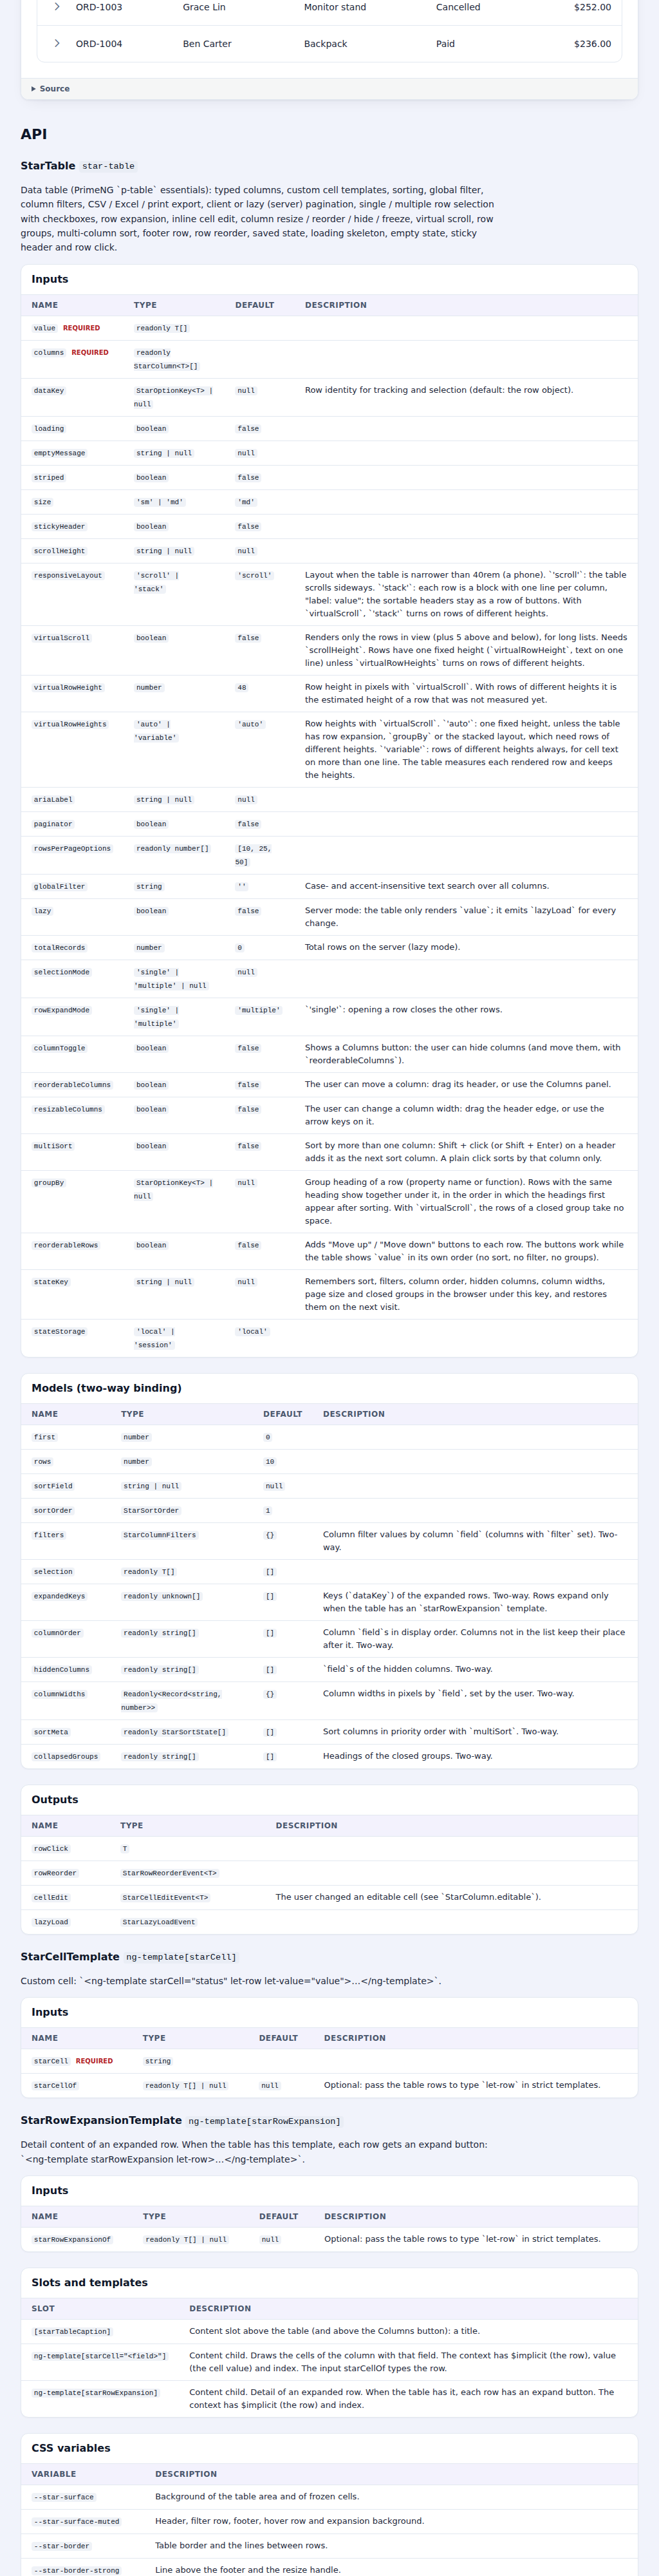 ORD-1003 Grace Lin Monitor stand Cancelled $252.00
ORD-1004 Ben Carter Backpack Paid $236.00
Source
API
StarTable star-table
Data table (PrimeNG `p-table` essentials): typed columns, custom cell templates, sorting, global filter,
column filters, CSV / Excel / print export, client or lazy (server) pagination, single / multiple row selection
with checkboxes, row expansion, inline cell edit, column resize / reorder / hide / freeze, virtual scroll, row
groups, multi-column sort, footer row, row reorder, saved state, loading skeleton, empty state, sticky
header and row click.
Inputs
NAME TYPE DEFAULT DESCRIPTION
value REQUIRED readonly T[]
columns REQUIRED readonly
StarColumn<T>[]
dataKey StarOptionKey<T> | null Row identity for tracking and selection (default: the row object).
null
loading boolean false
emptyMessage string | null null
striped boolean false
size 'sm' | 'md' 'md'
stickyHeader boolean false
scrollHeight string | null null
responsiveLayout 'scroll' | 'scroll' Layout when the table is narrower than 40rem (a phone). `'scroll'`: the table
'stack' scrolls sideways. `'stack'`: each row is a block with one line per column,
"label: value"; the sortable headers stay as a row of buttons. With
`virtualScroll`, `'stack'` turns on rows of different heights.
virtualScroll boolean false Renders only the rows in view (plus 5 above and below), for long lists. Needs
`scrollHeight`. Rows have one fixed height (`virtualRowHeight`, text on one
line) unless `virtualRowHeights` turns on rows of different heights.
virtualRowHeight number 48 Row height in pixels with `virtualScroll`. With rows of different heights it is
the estimated height of a row that was not measured yet.
virtualRowHeights 'auto' | 'auto' Row heights with `virtualScroll`. `'auto'`: one fixed height, unless the table
'variable' has row expansion, `groupBy` or the stacked layout, which need rows of
different heights. `'variable'`: rows of different heights always, for cell text
on more than one line. The table measures each rendered row and keeps
the heights.
ariaLabel string | null null
paginator boolean false
rowsPerPageOptions readonly number[] [10, 25,
50]
globalFilter string '' Case- and accent-insensitive text search over all columns.
lazy boolean false Server mode: the table only renders `value`; it emits `lazyLoad` for every
change.
totalRecords number 0 Total rows on the server (lazy mode).
selectionMode 'single' | null
'multiple' | null
rowExpandMode 'single' | 'multiple' `'single'`: opening a row closes the other rows.
'multiple'
columnToggle boolean false Shows a Columns button: the user can hide columns (and move them, with
`reorderableColumns`).
reorderableColumns boolean false The user can move a column: drag its header, or use the Columns panel.
resizableColumns boolean false The user can change a column width: drag the header edge, or use the
arrow keys on it.
multiSort boolean false Sort by more than one column: Shift + click (or Shift + Enter) on a header
adds it as the next sort column. A plain click sorts by that column only.
groupBy StarOptionKey<T> | null Group heading of a row (property name or function). Rows with the same
null heading show together under it, in the order in which the headings first
appear after sorting. With `virtualScroll`, the rows of a closed group take no
space.
reorderableRows boolean false Adds "Move up" / "Move down" buttons to each row. The buttons work while
the table shows `value` in its own order (no sort, no filter, no groups).
stateKey string | null null Remembers sort, filters, column order, hidden columns, column widths,
page size and closed groups in the browser under this key, and restores
them on the next visit.
stateStorage 'local' | 'local'
'session'
Models (two-way binding)
NAME TYPE DEFAULT DESCRIPTION
first number 0
rows number 10
sortField string | null null
sortOrder StarSortOrder 1
filters StarColumnFilters {} Column filter values by column `field` (columns with `filter` set). Two-
way.
selection readonly T[] []
expandedKeys readonly unknown[] [] Keys (`dataKey`) of the expanded rows. Two-way. Rows expand only
when the table has an `starRowExpansion` template.
columnOrder readonly string[] [] Column `field`s in display order. Columns not in the list keep their place
after it. Two-way.
hiddenColumns readonly string[] [] `field`s of the hidden columns. Two-way.
columnWidths Readonly<Record<string, {} Column widths in pixels by `field`, set by the user. Two-way.
number>>
sortMeta readonly StarSortState[] [] Sort columns in priority order with `multiSort`. Two-way.
collapsedGroups readonly string[] [] Headings of the closed groups. Two-way.
Outputs
NAME TYPE DESCRIPTION
rowClick T
rowReorder StarRowReorderEvent<T>
cellEdit StarCellEditEvent<T> The user changed an editable cell (see `StarColumn.editable`).
lazyLoad StarLazyLoadEvent
StarCellTemplate ng-template[starCell]
Custom cell: `<ng-template starCell="status" let-row let-value="value">…</ng-template>`.
Inputs
NAME TYPE DEFAULT DESCRIPTION
starCell REQUIRED string
starCellOf readonly T[] | null null Optional: pass the table rows to type `let-row` in strict templates.
StarRowExpansionTemplate ng-template[starRowExpansion]
Detail content of an expanded row. When the table has this template, each row gets an expand button:
`<ng-template starRowExpansion let-row>…</ng-template>`.
Inputs
NAME TYPE DEFAULT DESCRIPTION
starRowExpansionOf readonly T[] | null null Optional: pass the table rows to type `let-row` in strict templates.
Slots and templates
SLOT DESCRIPTION
[starTableCaption] Content slot above the table (and above the Columns button): a title.
ng-template[starCell="<field>"] Content child. Draws the cells of the column with that field. The context has $implicit (the row), value
(the cell value) and index. The input starCellOf types the row.
ng-template[starRowExpansion] Content child. Detail of an expanded row. When the table has it, each row has an expand button. The
context has $implicit (the row) and index.
CSS variables
VARIABLE DESCRIPTION
--star-surface Background of the table area and of frozen cells.
--star-surface-muted Header, filter row, footer, hover row and expansion background.
--star-border Table border and the lines between rows.
--star-border-strong Line above the footer and the resize handle.